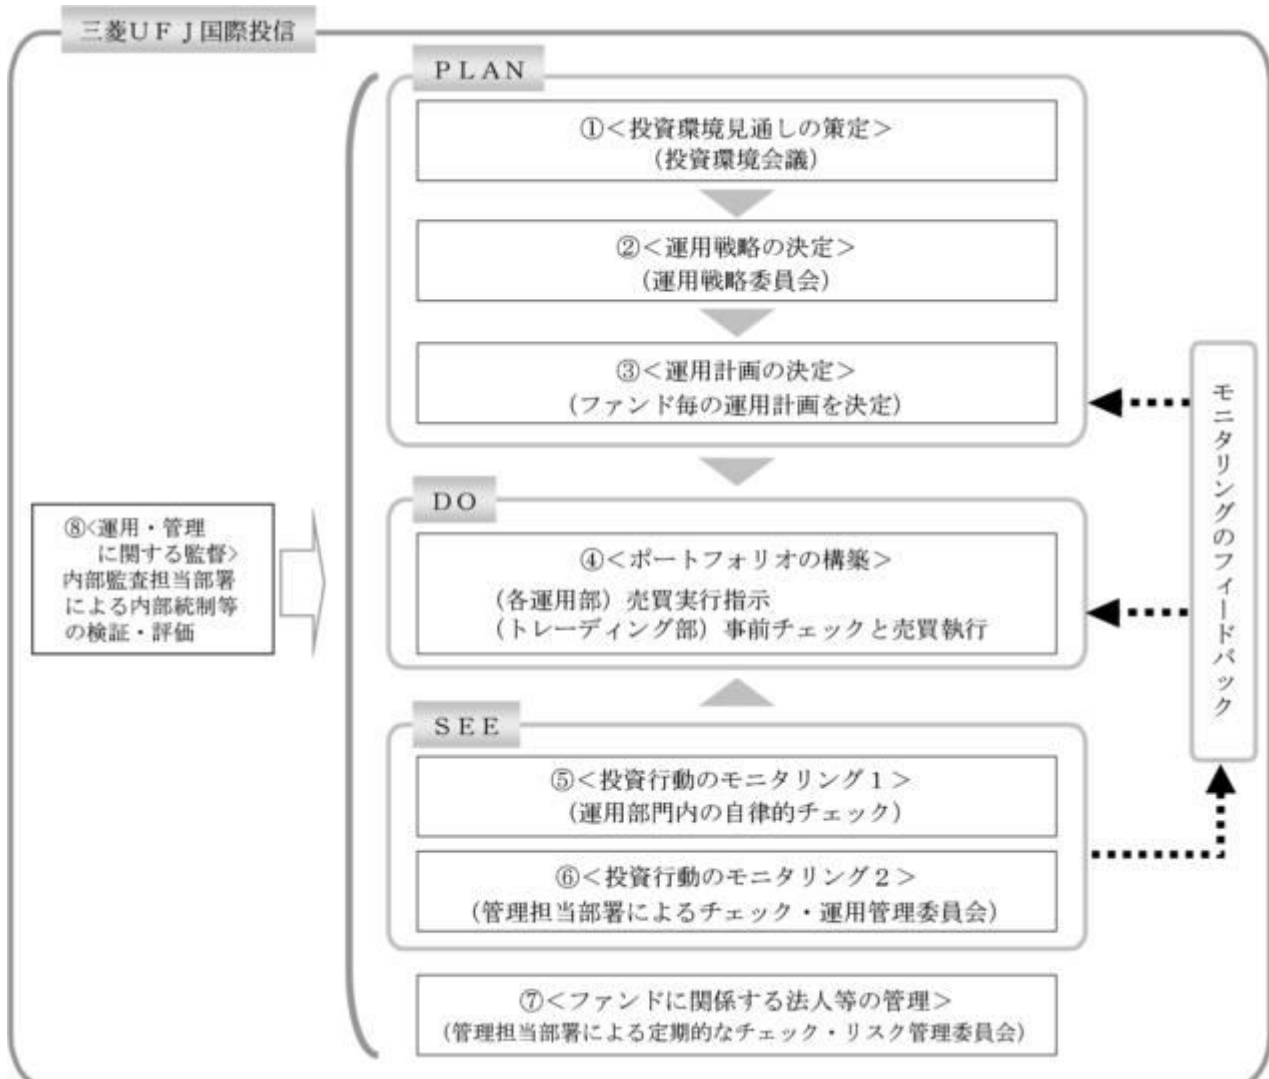 三菱ＵＦＪ国際投信
ＰＬＡＮ
①＜投資環境見通しの策定＞
（投資環境会議）
②＜運用戦略の決定＞
（運用戦略委員会）
③＜運用計画の決定＞
（ファンド毎の運用計画を決定）
ＤＯ
④＜ポートフォリオの構築＞
（各運用部）売買実行指示
（トレーディング部）事前チェックと売買執行
ＳＥＥ
⑤＜投資行動のモニタリング１＞
（運用部門内の自律的チェック）
⑥＜投資行動のモニタリング２＞
（管理担当部署によるチェック・運用管理委員会）
⑦＜ファンドに関係する法人等の管理＞
（管理担当部署による定期的なチェック・リスク管理委員会）
⑧<運用・管理
に関する監督>
内部監査担当部署
による内部統制等
の検証・評価
モニタリングのフィードバック